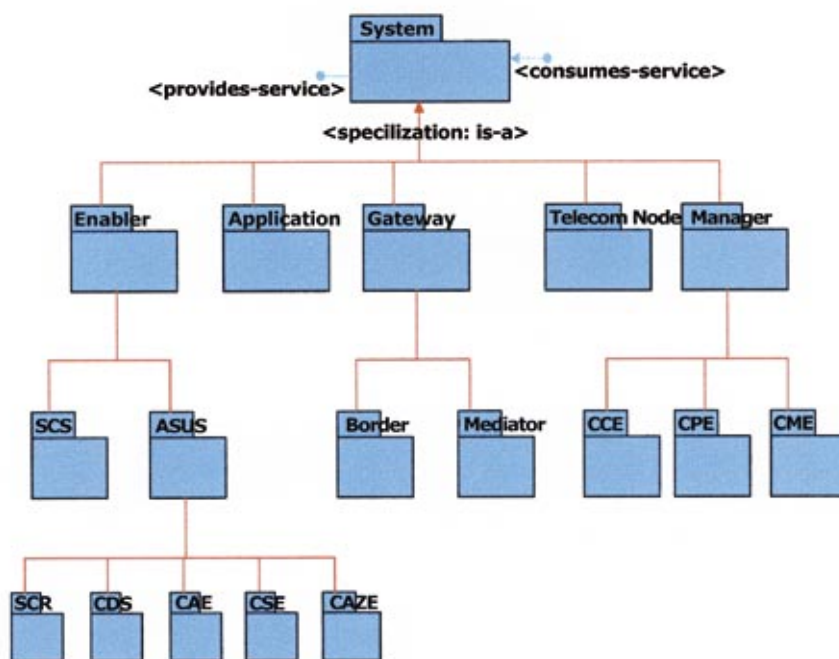 System
<provides-service>
<consumes-service>
<specilization: is-a>
Enabler
Application
Gateway
Telecom Node
Manager
SCS
ASUS
Border
Mediator
CCE
CPE
CME
SCR
CDS
CAE
CSE
CAZE